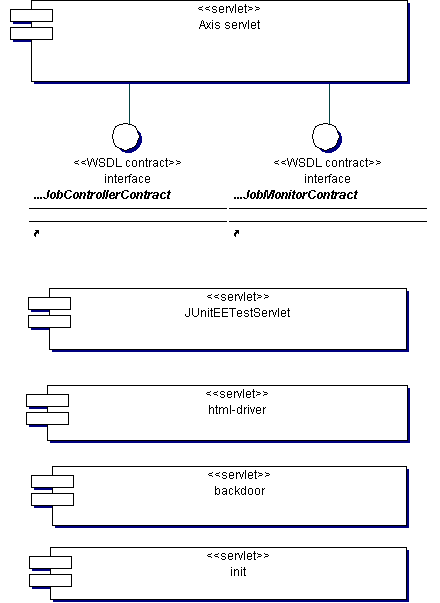 <<servlet>>
Axis servlet
<<WSDL contract>>
interface
....JobControllerContract
<<WSDL contract>>
interface
....JobMonitorContract
<<servlet>>
JUnitEETestServlet
<<servlet>>
html-driver
<<servlet>>
backdoor
<<servlet>>
init